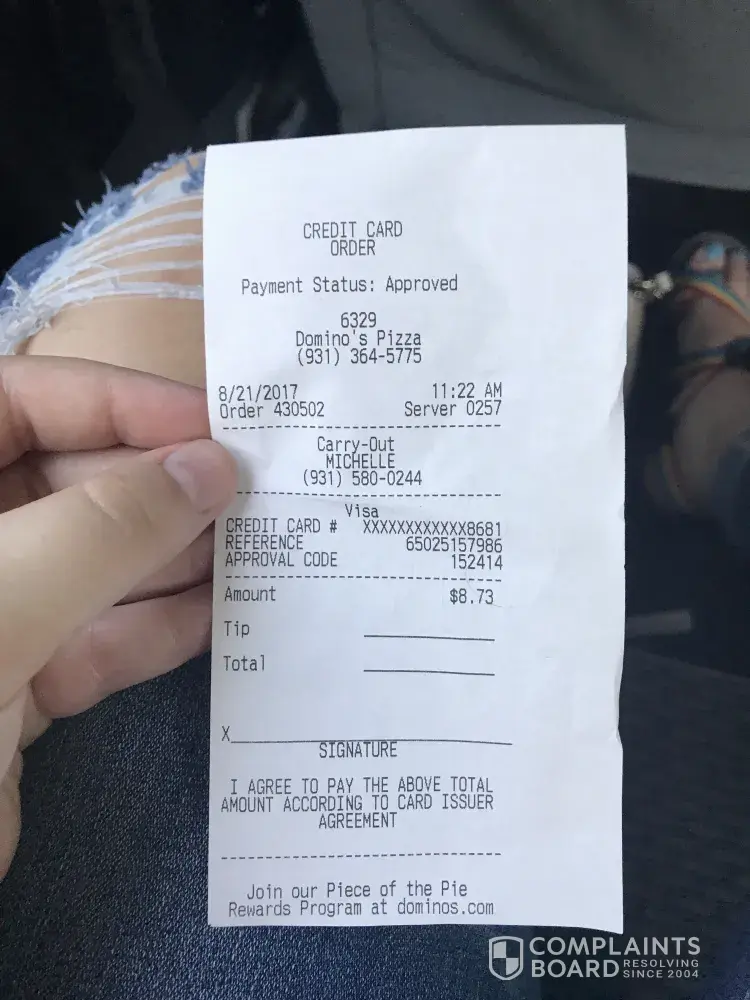 CREDIT CARD
ORDER
Payment Status: Approved
6329
Domino's Pizza
(931) 364-5775
8/21/2017 11:22 AM
Order 430502 Server 0257
Carry-Out
MICHELLE
(931) 580-0244
Visa
CREDIT CARD # XXXXXXXXXXXX8681
REFERENCE 65025157986
APPROVAL CODE 152414
Amount $8.73
Tip
Total
X
SIGNATURE
I AGREE TO PAY THE ABOVE TOTAL
AMOUNT ACCORDING TO CARD ISSUER
AGREEMENT
Join our Piece of the Pie
Rewards Program at dominos.com
COMPLAINTS
BOARD RESOLVING
SINCE 2004